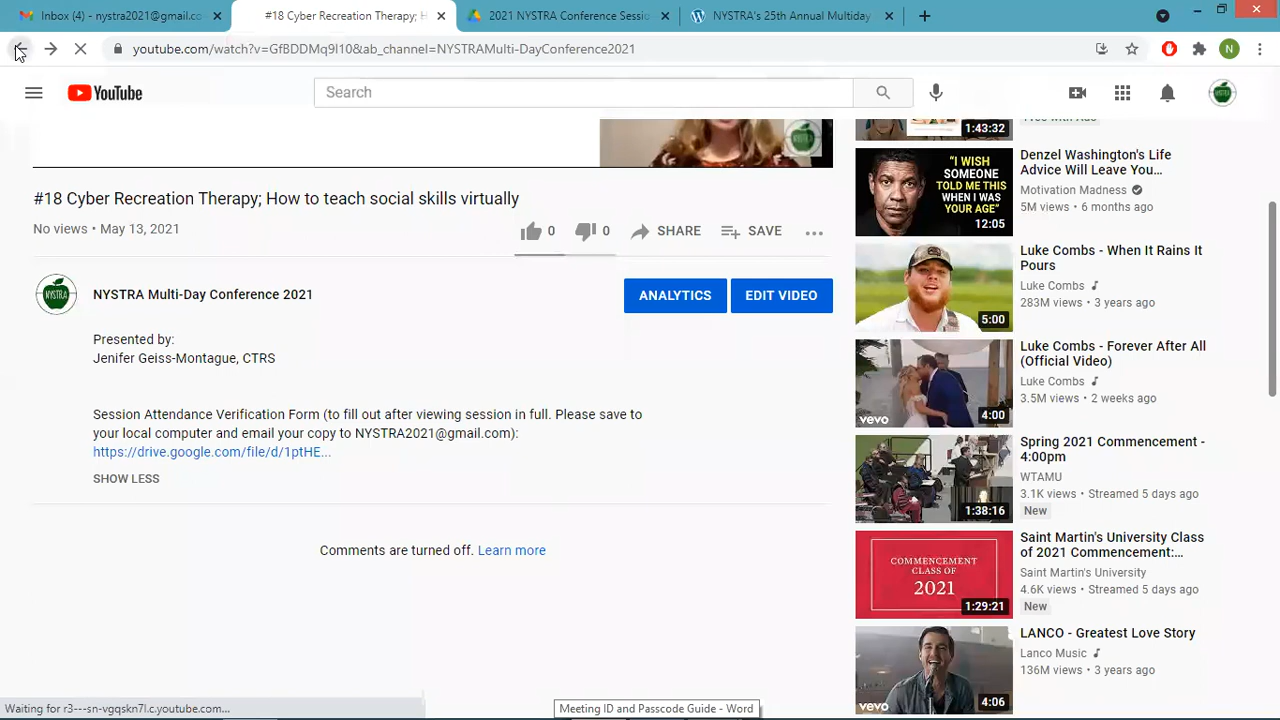 Inbox (4) - nystra2021@gmail.co
#18 Cyber Recreation Therapy; H
2021 NYSTRA Conference Sessio
NYSTRA's 25th Annual Multiday
youtube.com/watch?v=GfBDDMq9l10&ab_channel=NYSTRAMulti-DayConference2021
N
YouTube
Search
#18 Cyber Recreation Therapy; How to teach social skills virtually
No views • May 13, 2021
0
0
SHARE
SAVE
NYSTRA
NYSTRA Multi-Day Conference 2021
ANALYTICS
EDIT VIDEO
Presented by:
Jenifer Geiss-Montague, CTRS
Session Attendance Verification Form (to fill out after viewing session in full. Please save to
your local computer and email your copy to NYSTRA2021@gmail.com):
https://drive.google.com/file/d/1ptHE...
SHOW LESS
Comments are turned off. Learn more
1:43:32
Free with Ads
"I WISH
SOMEONE
TOLD ME THIS
WHEN I WAS
YOUR AGE"
12:05
Denzel Washington's Life
Advice Will Leave You...
Motivation Madness
5M views • 6 months ago
5:00
Luke Combs - When It Rains It
Pours
Luke Combs
283M views • 3 years ago
vevo
4:00
Luke Combs - Forever After All
(Official Video)
Luke Combs
3.5M views • 2 weeks ago
1:38:16
Spring 2021 Commencement -
4:00pm
WTAMU
3.1K views • Streamed 5 days ago
New
COMMENCEMENT
CLASS OF
2021
1:29:21
Saint Martin's University Class
of 2021 Commencement:...
Saint Martin's University
4.6K views • Streamed 5 days ago
New
vevo
4:06
LANCO - Greatest Love Story
Lanco Music
136M views • 3 years ago
Waiting for r3---sn-vgqskn7l.c.youtube.com...
Meeting ID and Passcode Guide - Word